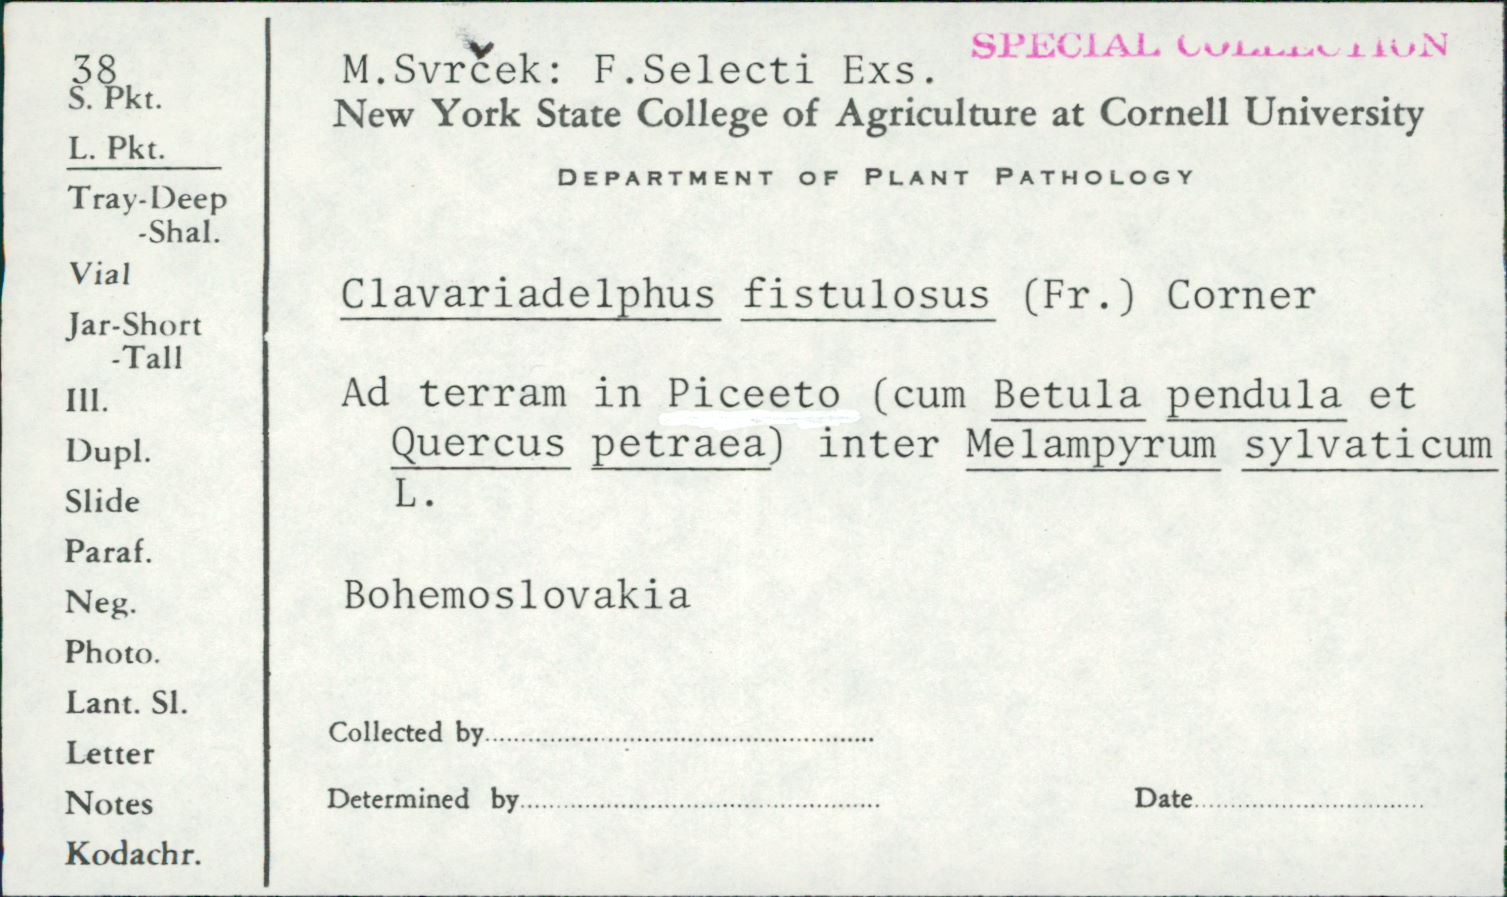 38
S. Pkt.
L. Pkt.
Tray-Deep
-Shal.
Vial
Jar-Short
-Tall
Ill.
Dupl.
Slide
Paraf.
Neg.
Photo.
Lant. Sl.
Letter
Notes
Kodachr.
SPECIAL COLLECTION
M.Svrček: F.Selecti Exs.
New York State College of Agriculture at Cornell University
DEPARTMENT OF PLANT PATHOLOGY
Clavariadelphus fistulosus (Fr.) Corner
Ad terram in Piceeto (cum Betula pendula et
Quercus petraea) inter Melampyrum sylvaticum
L.
Bohemoslovakia
Collected by
Determined by
Date